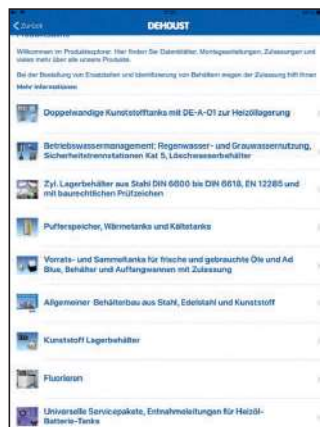 Zurück
DEHOUST
Willkommen im Produktexplorer. Hier finden Sie Datenblätter, Montageanleitungen, Zulassungen und
vieles mehr über alle unsere Produkte.
Bei der Bestellung von Ersatzteilen und Identifizierung von Behältern wegen der Zulassung hilft Ihnen
Mehr Informationen
Doppelwandige Kunststofftanks mit DE-A-01 zur Heizöllagerung
Betriebswassermanagement: Regenwasser- und Grauwassernutzung,
Sicherheitstrennstationen Kat 5, Löschwasserbehälter
Zyl. Lagerbehälter aus Stahl DIN 6600 bis DIN 6618, EN 12285 und
mit baurechtlichen Prüfzeichen
Pufferspeicher, Wärmetanks und Kältetanks
Vorrats- und Sammeltanks für frische und gebrauchte Öle und Ad
Blue, Behälter und Auffangwannen mit Zulassung
Allgemeiner Behälterbau aus Stahl, Edelstahl und Kunststoff
Kunststoff Lagerbehälter
Fluorieren
Universelle Servicepakete, Entnahmeleitungen für Heizöl-
Batterie-Tanks